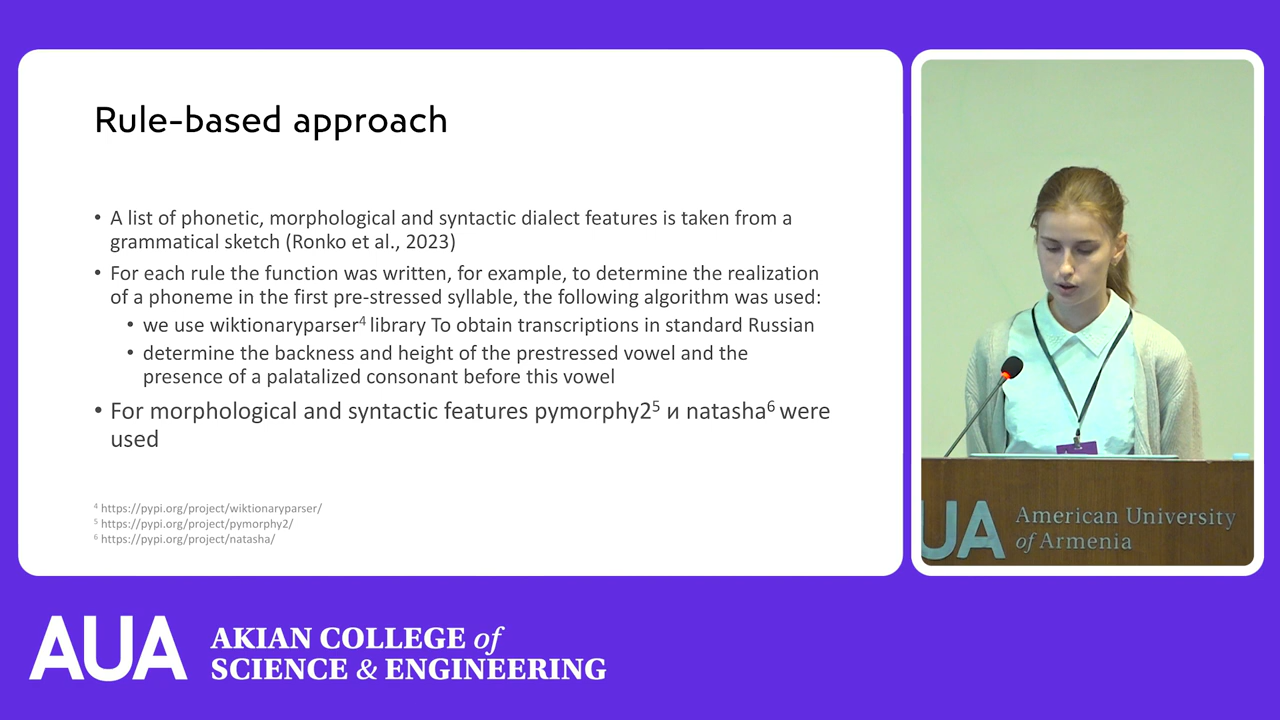 Rule-based approach
• A list of phonetic, morphological and syntactic dialect features is taken from a
grammatical sketch (Ronko et al., 2023)
• For each rule the function was written, for example, to determine the realization
of a phoneme in the first pre-stressed syllable, the following algorithm was used:
• we use wiktionaryparser⁴ library To obtain transcriptions in standard Russian
• determine the backness and height of the prestressed vowel and the
presence of a palatalized consonant before this vowel
• For morphological and syntactic features pymorphy2⁵ и natasha⁶ were
used
⁴ https://pypi.org/project/wiktionaryparser/
⁵ https://pypi.org/project/pymorphy2/
⁶ https://pypi.org/project/natasha/
UA American University
of Armenia
AUA AKIAN COLLEGE of
SCIENCE & ENGINEERING